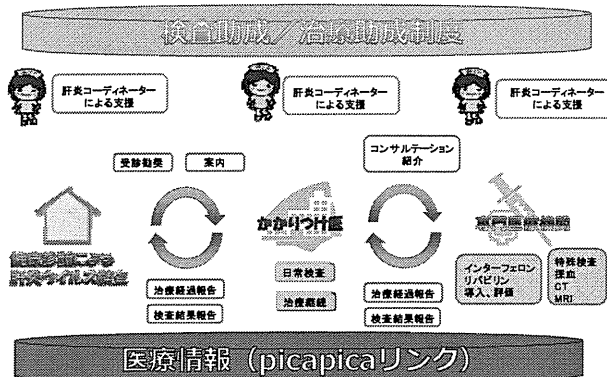 検査助成／治療助成制度
肝炎コーディネーター
による支援
肝炎コーディネーター
による支援
肝炎コーディネーター
による支援
受診勧奨
案内
コンサルテーション
紹介
かかりつけ医
専門医療機関
肝炎ウイルス検査
日常検査
治療継続
治療経過報告
検査結果報告
治療経過報告
検査結果報告
インターフェロン
リバビリン
導入、評価
特殊検査
採血
CT
MRI
医療情報（picapicaリンク）